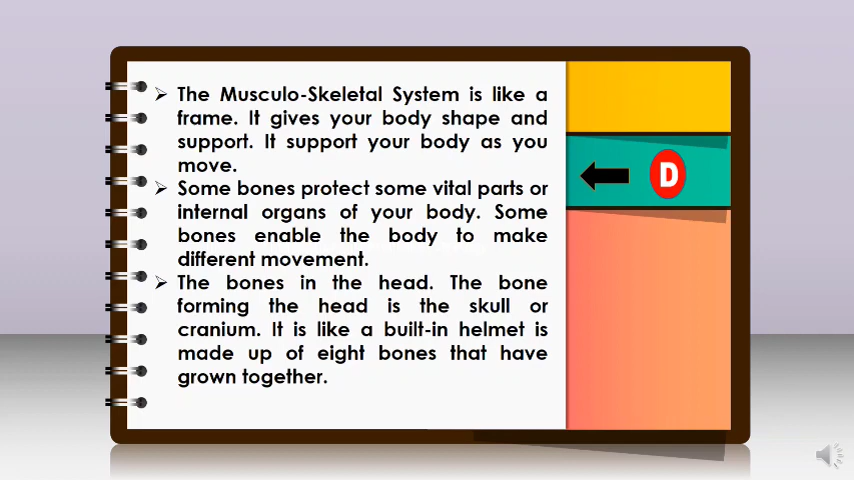 ➢ The Musculo-Skeletal System is like a
frame. It gives your body shape and
support. It support your body as you
move.
➢ Some bones protect some vital parts or
internal organs of your body. Some
bones enable the body to make
different movement.
➢ The bones in the head. The bone
forming the head is the skull or
cranium. It is like a built-in helmet is
made up of eight bones that have
grown together.
D